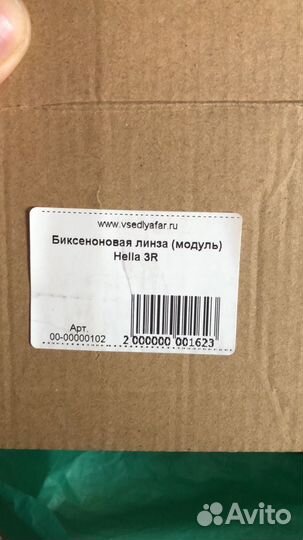 www.vsedlyafar.ru
Биксеноновая линза (модуль)
Hella 3R
Арт.
00-00000102
2 000000 001623
Avito